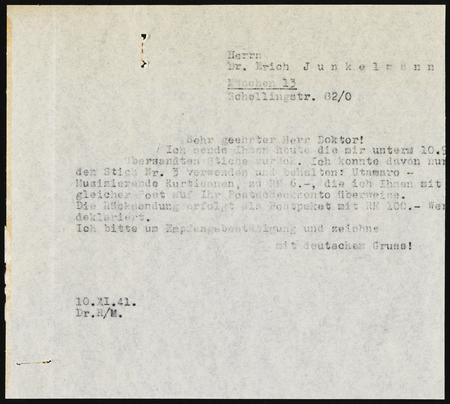 Herrn
Dr. Erich Junkelmann
München 13
Schellingstr. 62/0
Sehr geehrter Herr Doktor!
Ich sende Ihnen heute die mir unterm 10.9
übersandten Stiche zurück. Ich konnte davon nur
den Stich Nr. 3 verwenden und behalten: Utamaro -
Musizierende Kurtisanen, zu RM 6.-, die ich Ihnen mit
gleicher Post auf Ihr Postscheckkonto überweise.
Die Rücksendung erfolgt als Postpaket mit RM 100.- Wer
deklariert.
Ich bitte um Empfangsbestätigung und zeichne
mit deutschem Gruss!
10.XI.41.
Dr.H/M.